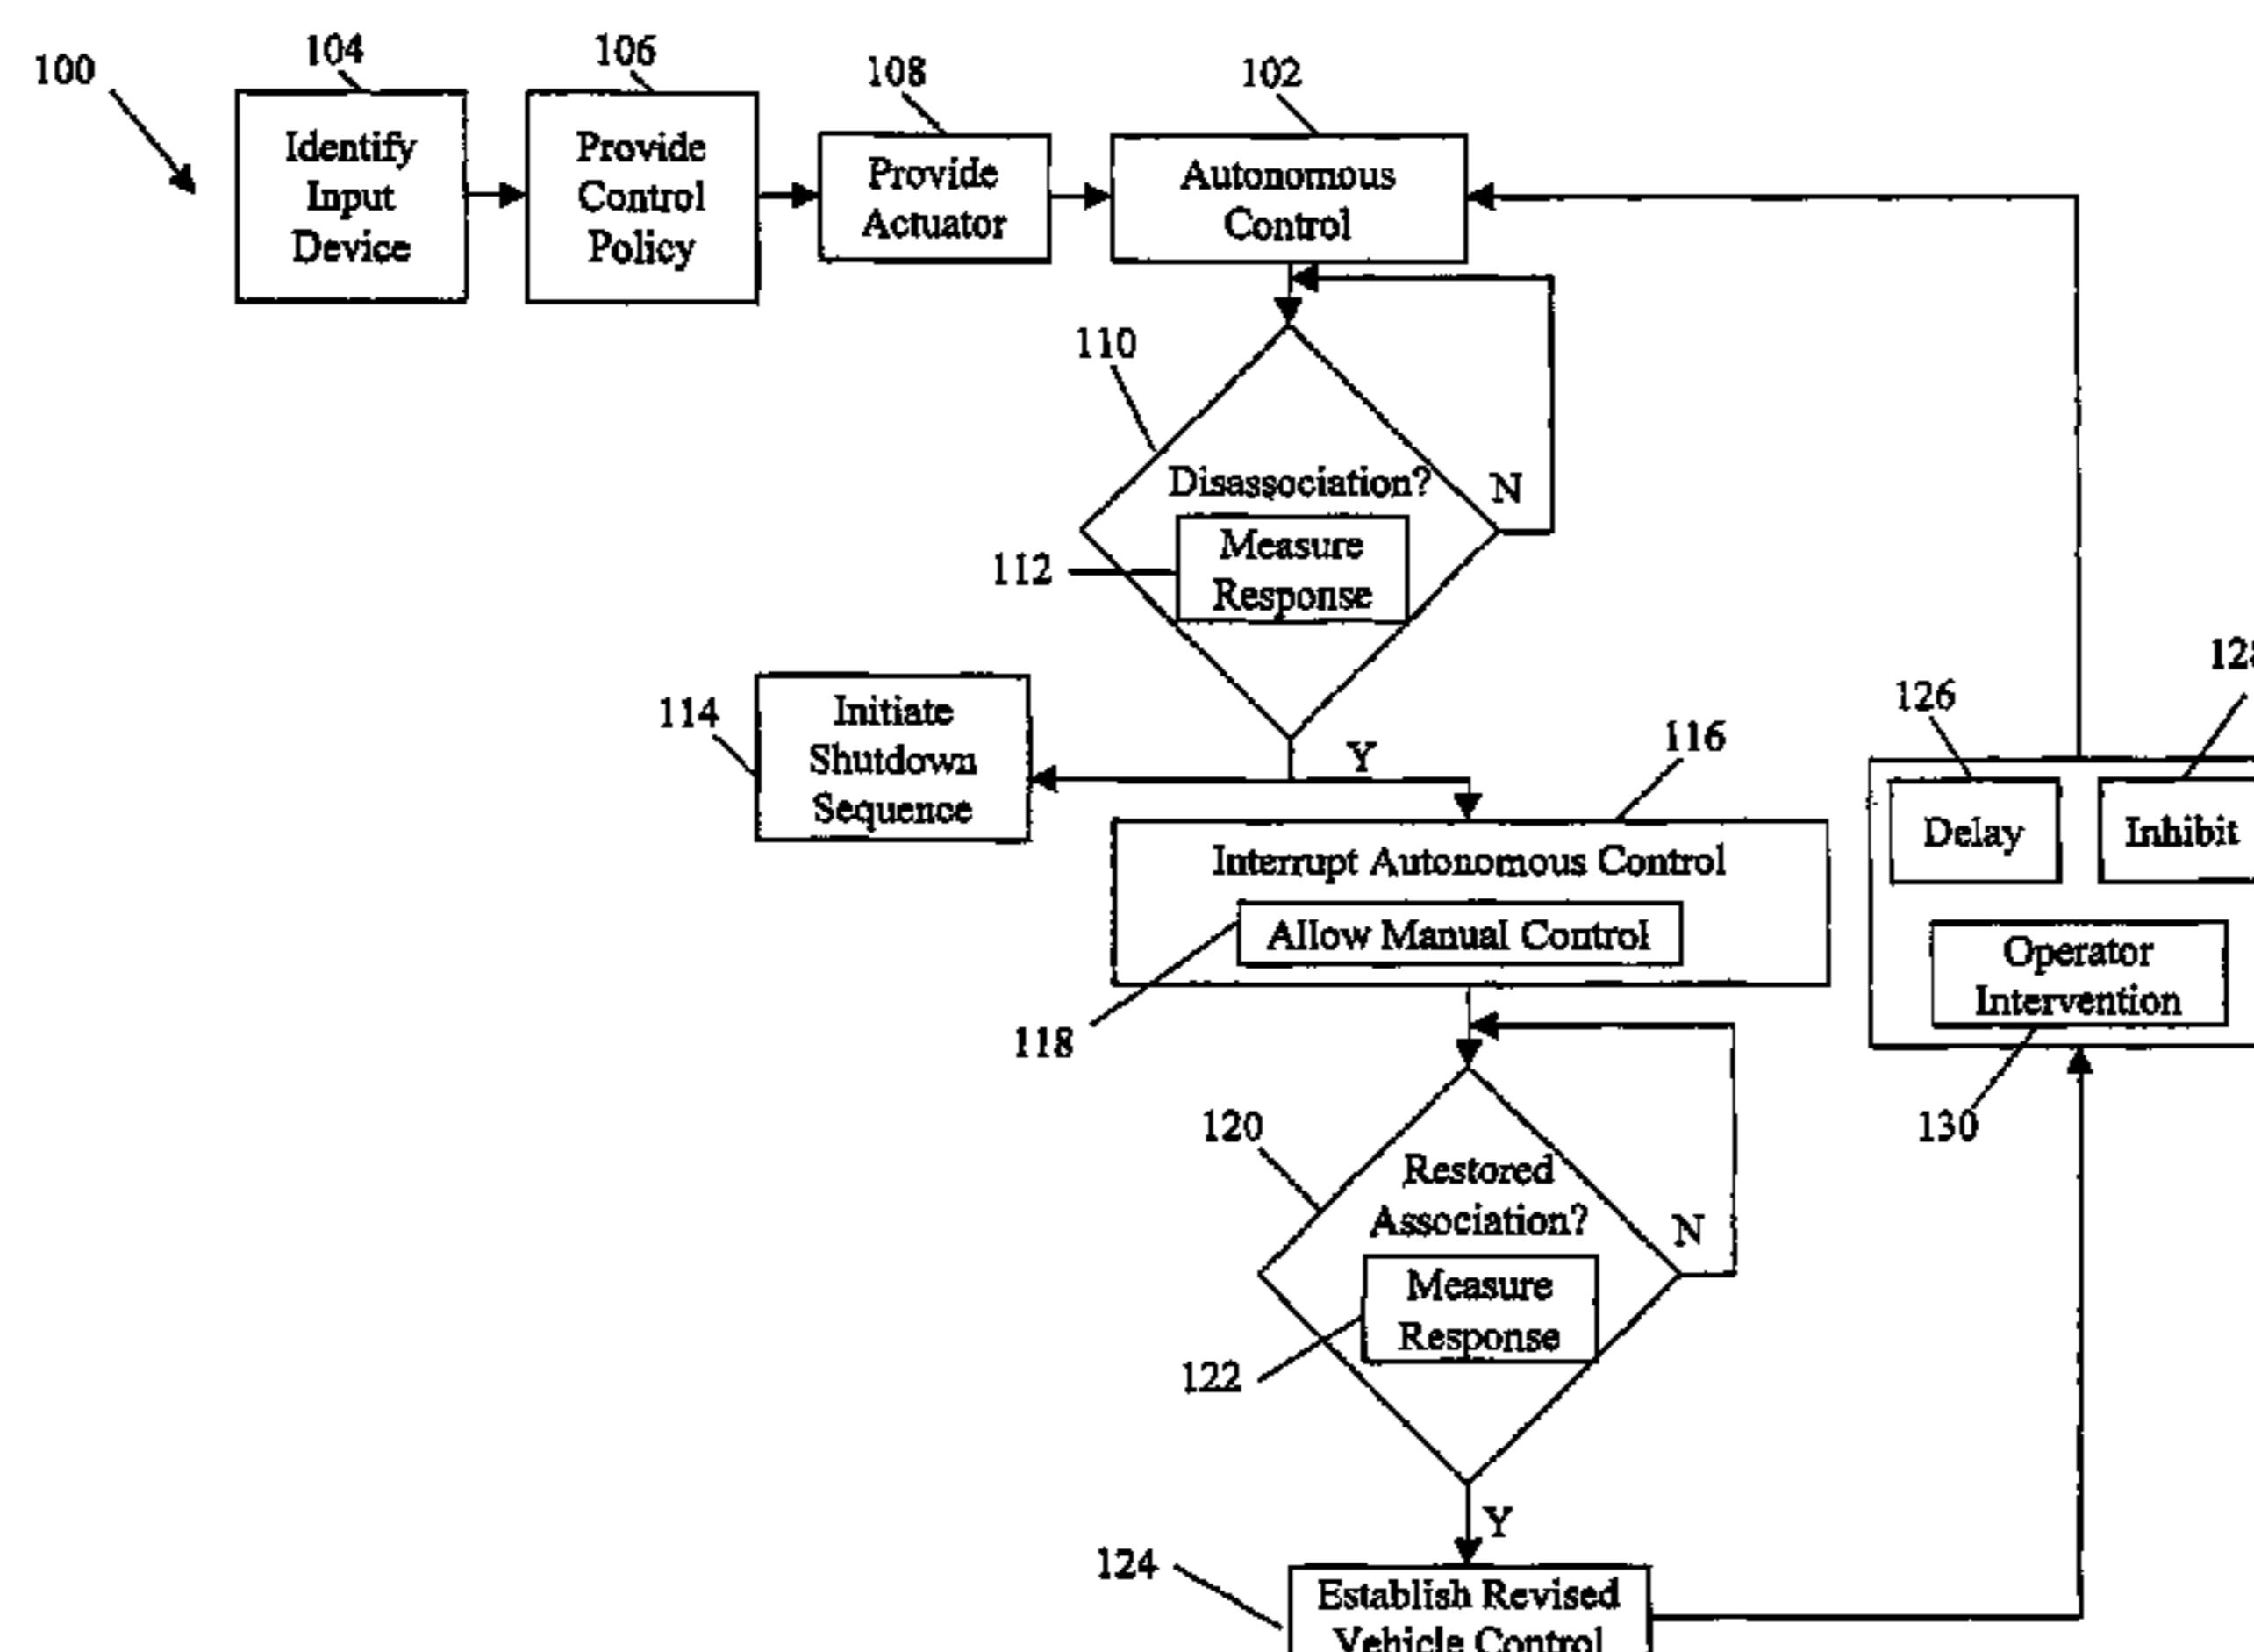 100
104
106
108
102
Identify
Input
Device
Provide
Control
Policy
Provide
Actuator
Autonomous
Control
110
Disassociation?
N
112
Measure
Response
114
Initiate
Shutdown
Sequence
Y
116
Interrupt Autonomous Control
Allow Manual Control
118
126
Delay
Inhibit
Operator
Intervention
130
120
Restored
Association?
N
122
Measure
Response
Y
124
Establish Revised
Vehicle Control